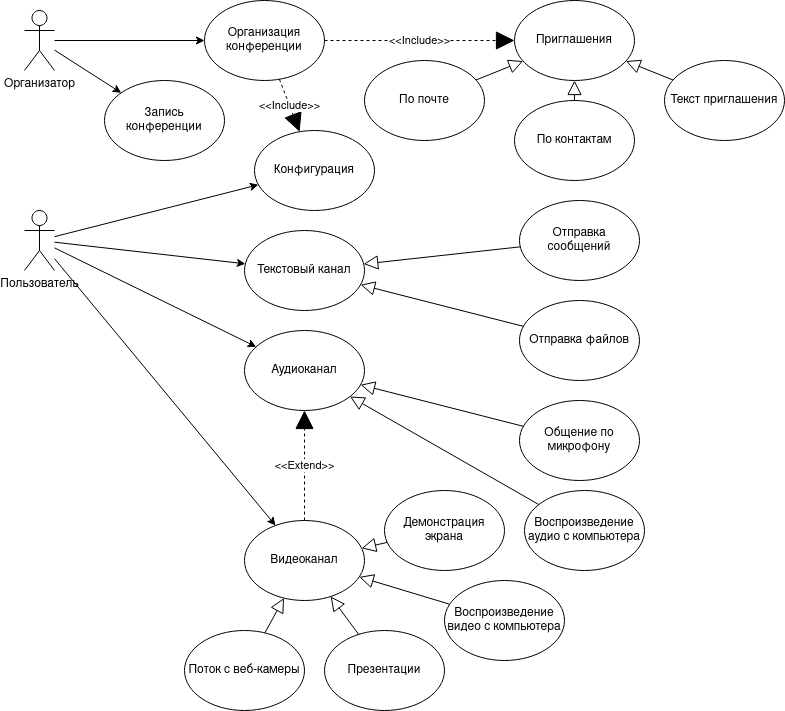 Организация
конференции
<<Include>>
Приглашения
Организатор
По почте
Текст приглашения
<<Include>>
Запись
конференции
По контактам
Конфигурация
Отправка
сообщений
Пользователь
Текстовый канал
Отправка файлов
Аудиоканал
Общение по
микрофону
<<Extend>>
Демонстрация
экрана
Воспроизведение
аудио с компьютера
Видеоканал
Воспроизведение
видео с компьютера
Поток с веб-камеры
Презентации